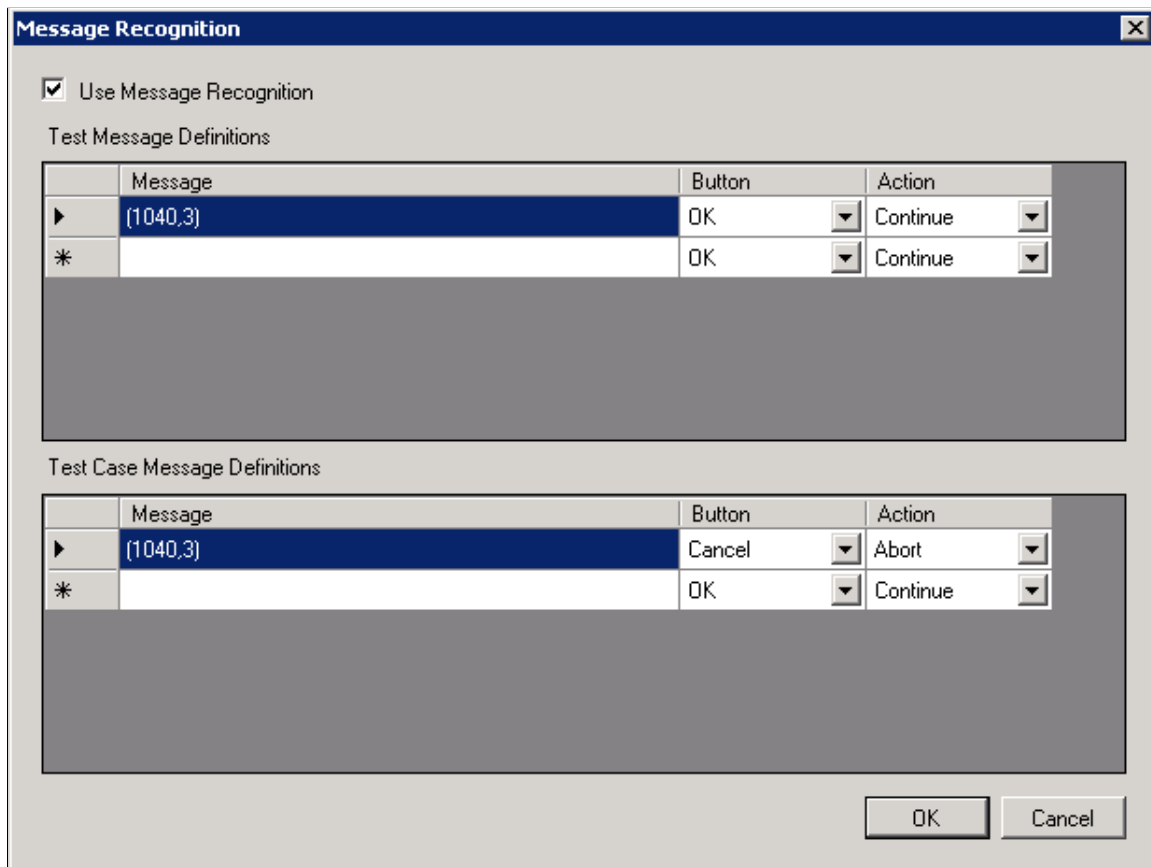 Message Recognition
Use Message Recognition
Test Message Definitions
Message Button Action
(1040,3) OK Continue
OK Continue
Test Case Message Definitions
Message Button Action
(1040,3) Cancel Abort
OK Continue
OK Cancel